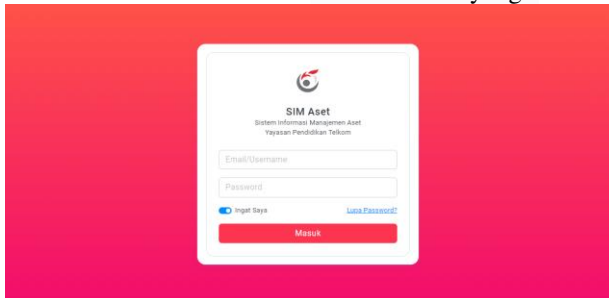 SIM Aset
Sistem Informasi Manajemen Aset
Yayasan Pendidikan Telkom
Email/Username
Password
Ingat Saya Lupa Password?
Masuk